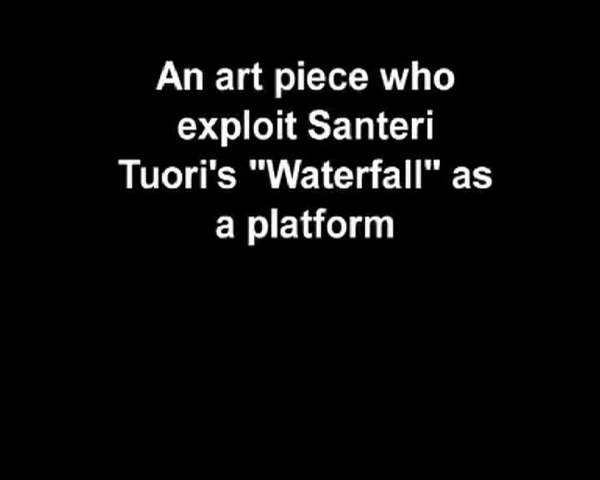 An art piece who
exploit Santeri
Tuori's "Waterfall" as
a platform